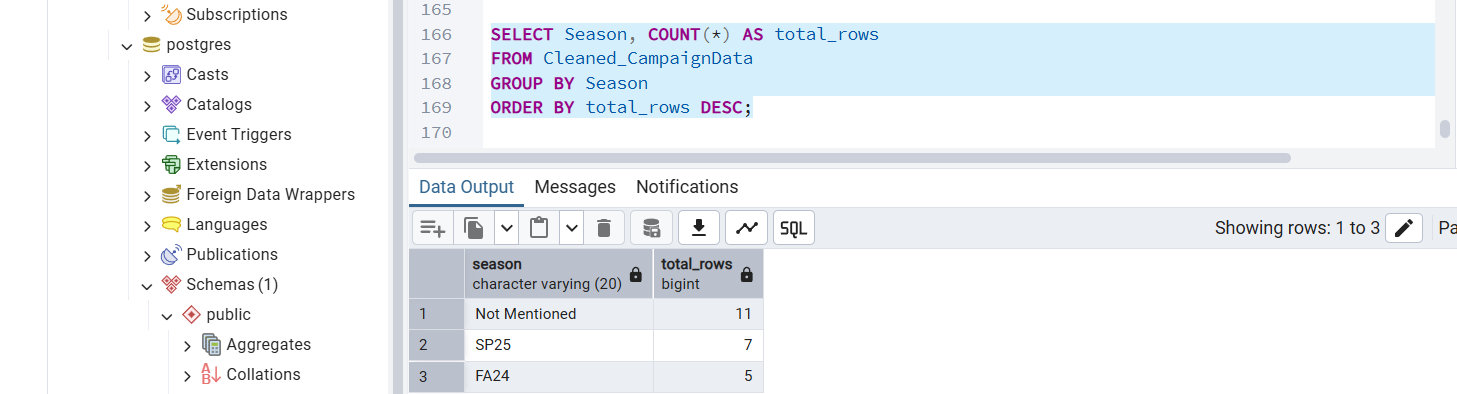 Subscriptions
postgres
Casts
Catalogs
Event Triggers
Extensions
Foreign Data Wrappers
Languages
Publications
Schemas (1)
public
Aggregates
Collations
165
166 SELECT Season, COUNT(*) AS total_rows
167 FROM Cleaned_CampaignData
168 GROUP BY Season
169 ORDER BY total_rows DESC;
170
Data Output Messages Notifications
SQL Showing rows: 1 to 3 Pa
season total_rows
character varying (20) bigint
1 Not Mentioned 11
2 SP25 7
3 FA24 5